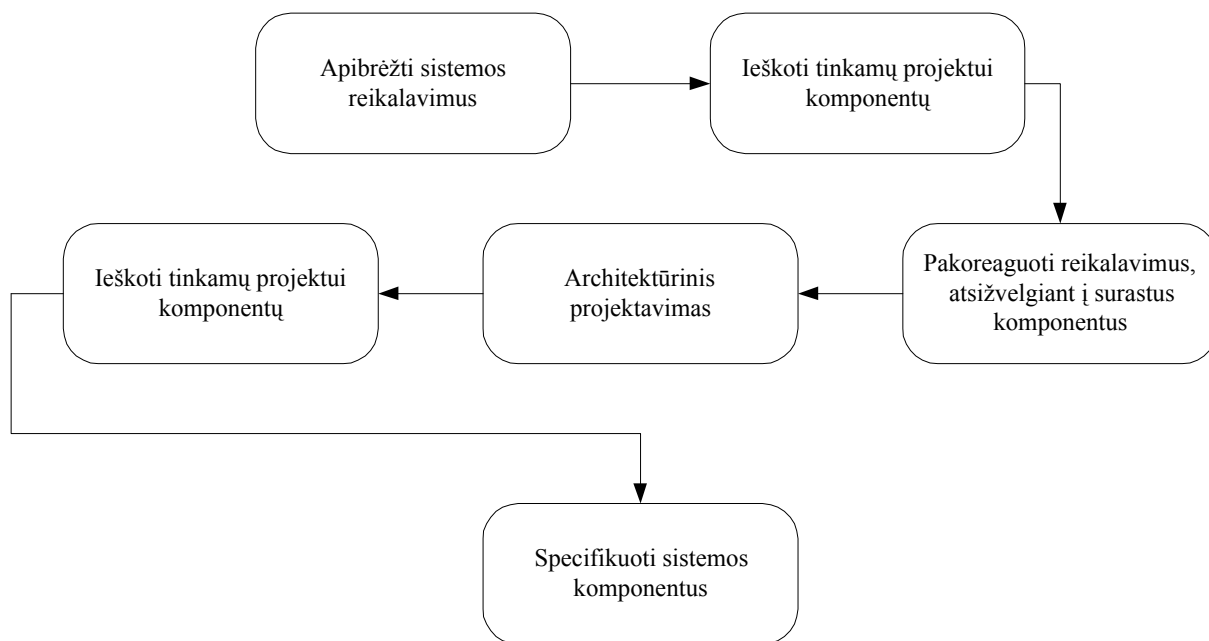 Apibrėžti sistemos
reikalavimus
Ieškoti tinkamų projektui
komponentų
Pakoreaguoti reikalavimus,
atsižvelgiant į surastus
komponentus
Architektūrinis
projektavimas
Ieškoti tinkamų projektui
komponentų
Specifikuoti sistemos
komponentus